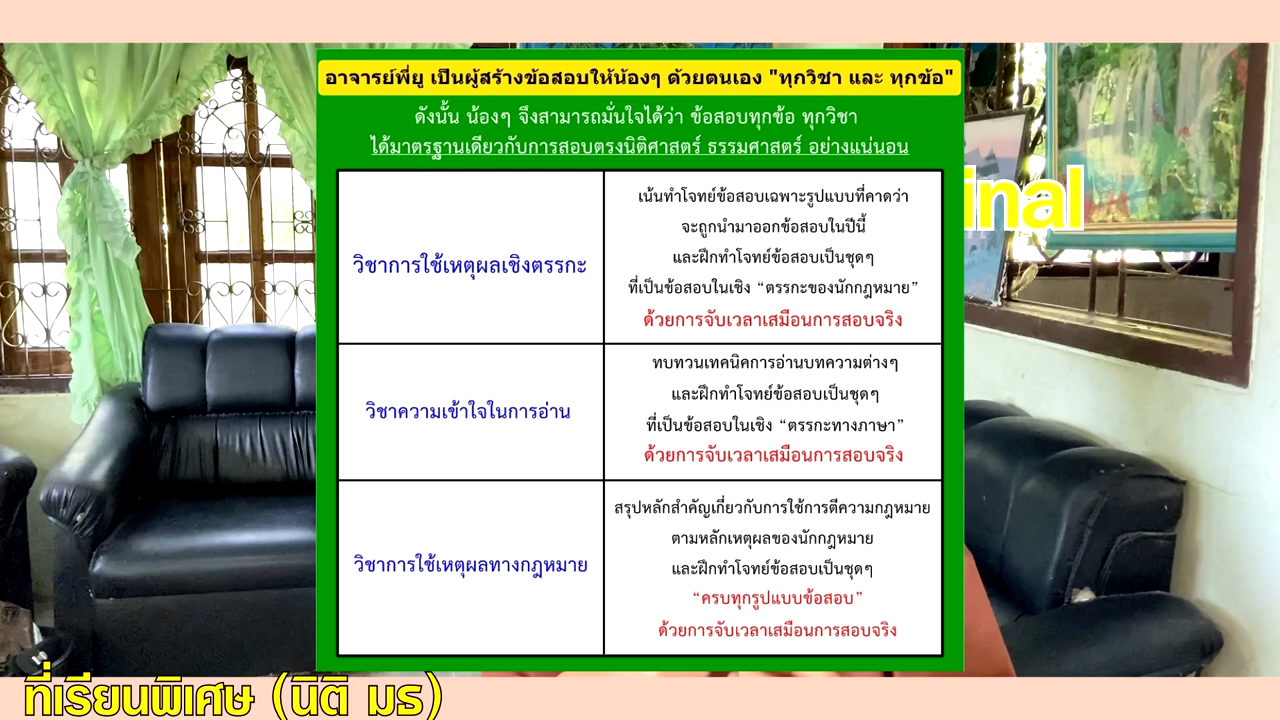 อาจารย์พี่ยู เป็นผู้สร้างข้อสอบให้น้องๆ ด้วยตนเอง "ทุกวิชา และ ทุกข้อ"
ดังนั้น น้องๆ จึงสามารถมั่นใจได้ว่า ข้อสอบทุกข้อ ทุกวิชา
ได้มาตรฐานเดียวกับการสอบตรงนิติศาสตร์ ธรรมศาสตร์ อย่างแน่นอน
inal
วิชาการใช้เหตุผลเชิงตรรกะ
เน้นทำโจทย์ข้อสอบเฉพาะรูปแบบที่คาดว่า
จะถูกนำมาออกข้อสอบในปีนี้
และฝึกทำโจทย์ข้อสอบเป็นชุดๆ
ที่เป็นข้อสอบในเชิง “ตรรกะของนักกฎหมาย”
ด้วยการจับเวลาเสมือนการสอบจริง
วิชาความเข้าใจในการอ่าน
ทบทวนเทคนิคการอ่านบทความต่างๆ
และฝึกทำโจทย์ข้อสอบเป็นชุดๆ
ที่เป็นข้อสอบในเชิง “ตรรกะทางภาษา”
ด้วยการจับเวลาเสมือนการสอบจริง
วิชาการใช้เหตุผลทางกฎหมาย
สรุปหลักสำคัญเกี่ยวกับการใช้การตีความกฎหมาย
ตามหลักเหตุผลของนักกฎหมาย
และฝึกทำโจทย์ข้อสอบเป็นชุดๆ
“ครบทุกรูปแบบข้อสอบ”
ด้วยการจับเวลาเสมือนการสอบจริง
ที่เรียนพิเศษ (นิติ มธ)